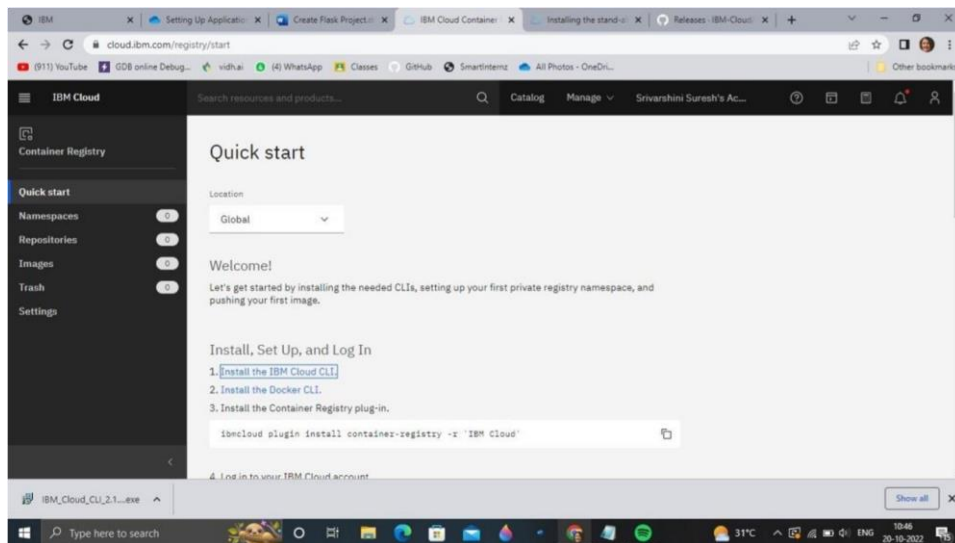 IBM
Setting Up Applicatio
Create Flask Project.
IBM Cloud Container
Installing the stand-a
Releases · IBM-Cloud
cloud.ibm.com/registry/start
(911) YouTube
GDB online Debug...
vidh.ai
(4) WhatsApp
Classes
GitHub
Smartinternz
All Photos - OneDri...
Other bookmarks
IBM Cloud
Search resources and products...
Catalog
Manage
Srivarshini Suresh's Ac...
Container Registry
Quick start
Namespaces 0
Repositories 0
Images 0
Trash 0
Settings
Quick start
Location
Global
Welcome!
Let's get started by installing the needed CLIs, setting up your first private registry namespace, and
pushing your first image.
Install, Set Up, and Log In
1. Install the IBM Cloud CLI.
2. Install the Docker CLI.
3. Install the Container Registry plug-in.
ibmcloud plugin install container-registry -r 'IBM Cloud'
4. Log in to your IBM Cloud account
IBM_Cloud_CLI_2.1....exe
Show all
Type here to search
31°C
ENG
10:46
20-10-2022